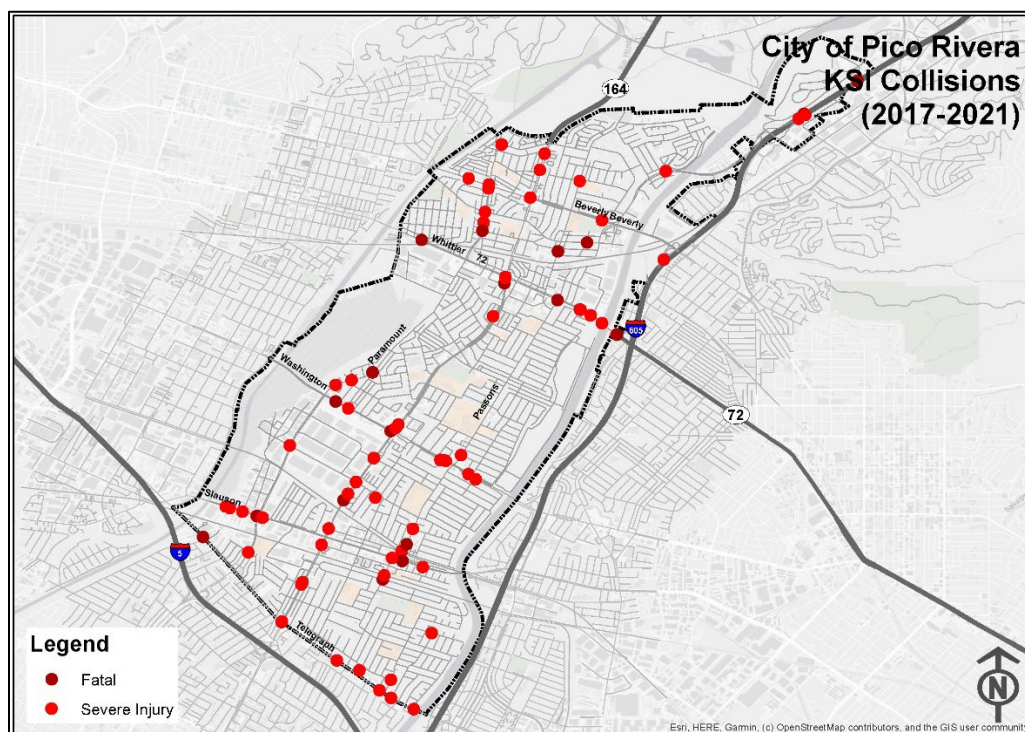 City of Pico Rivera
KSI Collisions
(2017-2021)
164
Beverly Beverly
Whittier
72
605
Paramount
Washington
Passons
72
Slauson
5
Telegraph
Legend
Fatal
Severe Injury
N
Esri, HERE, Garmin, (c) OpenStreetMap contributors, and the GIS user community